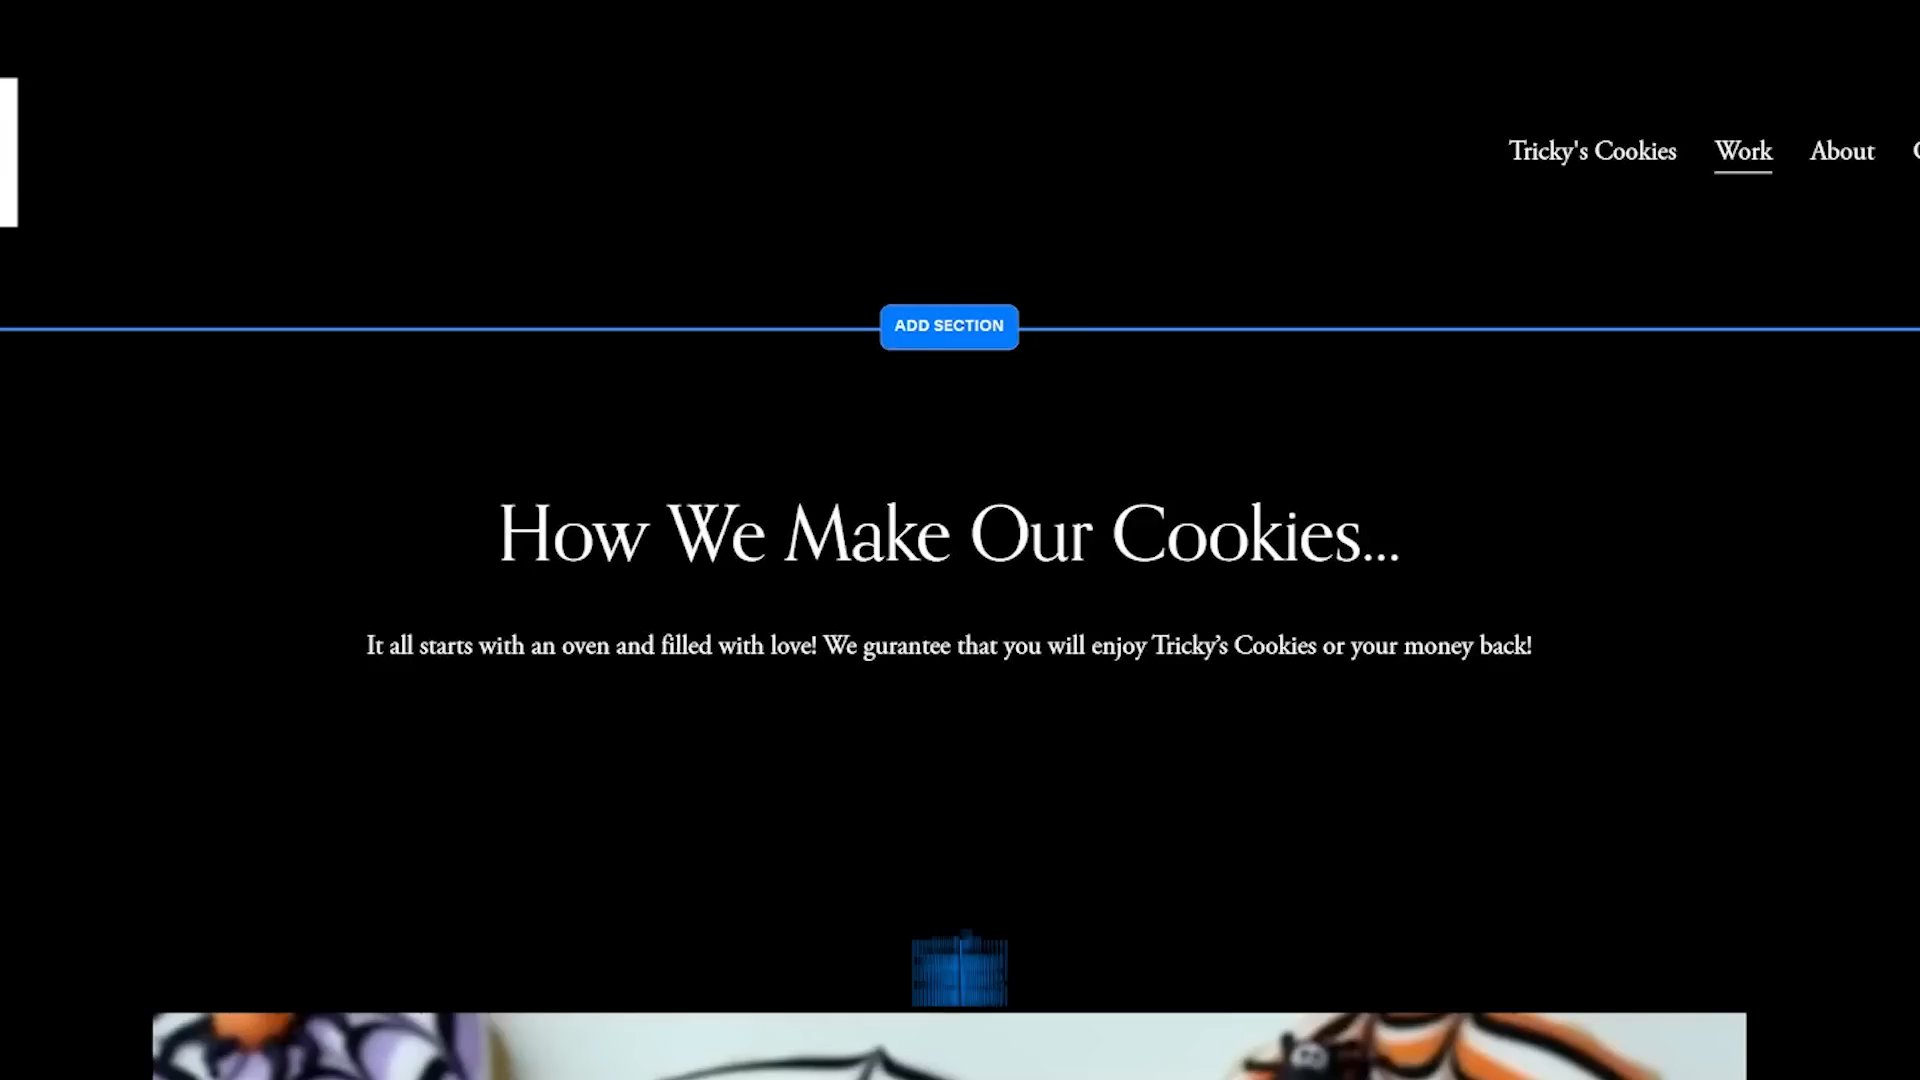 Tricky's Cookies Work About
ADD SECTION
How We Make Our Cookies...
It all starts with an oven and filled with love! We gurantee that you will enjoy Tricky’s Cookies or your money back!